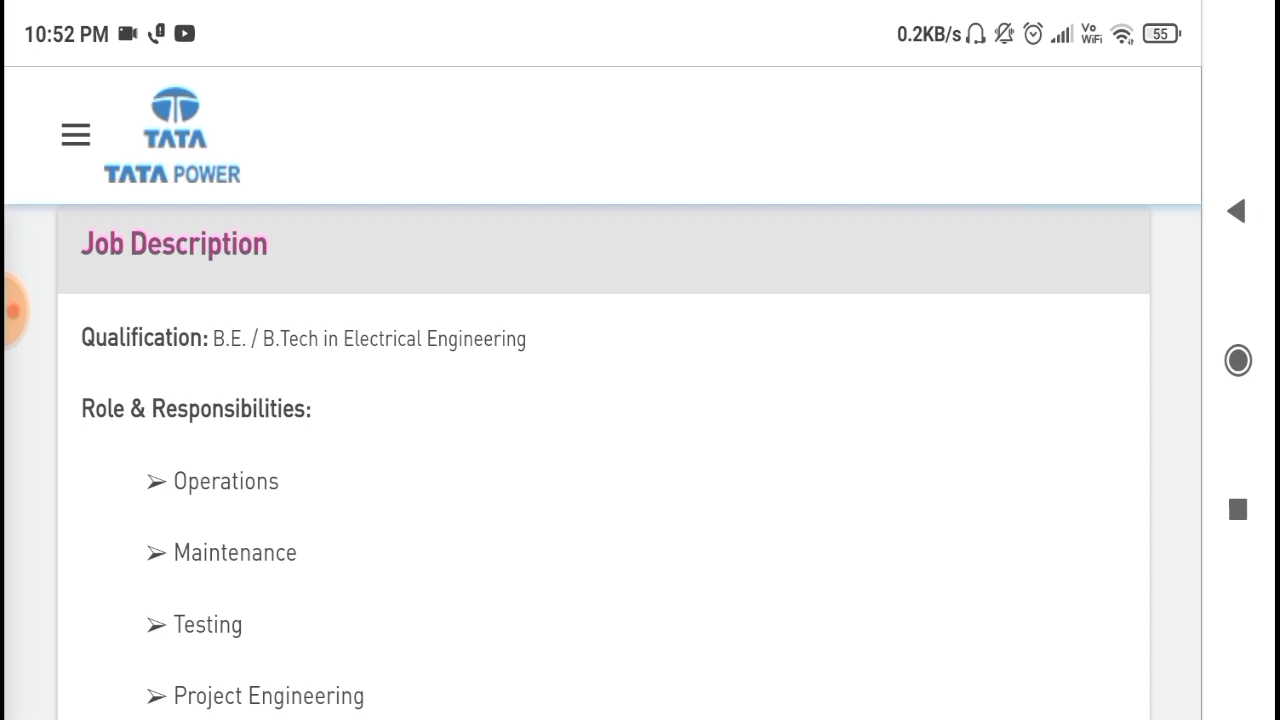 10:52 PM
0.2KB/s Vo WiFi 55
TATA
TATA POWER
Job Description
Qualification: B.E. / B.Tech in Electrical Engineering
Role & Responsibilities:
➢ Operations
➢ Maintenance
➢ Testing
➢ Project Engineering